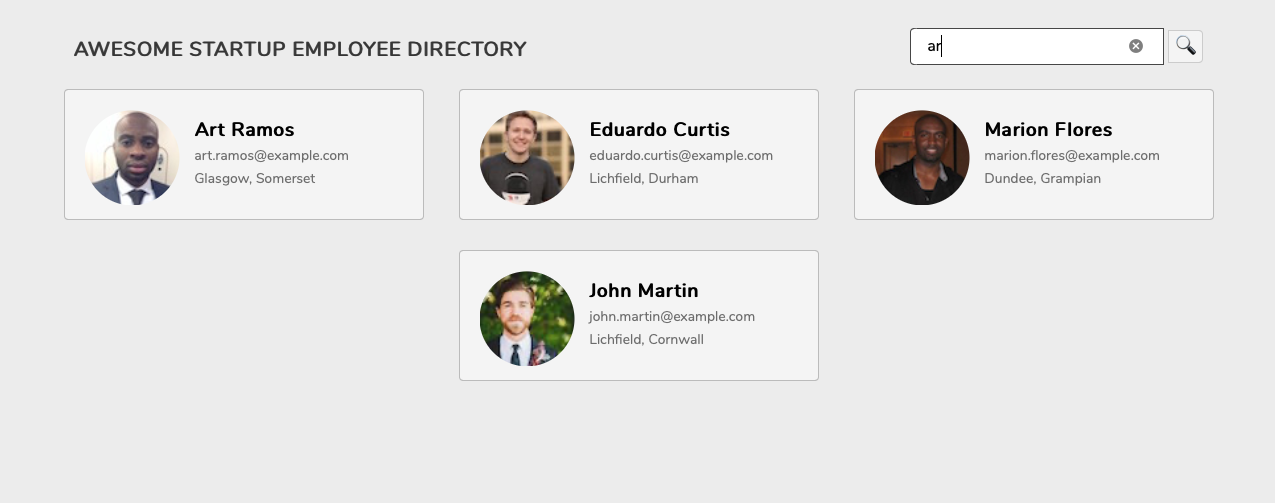 AWESOME STARTUP EMPLOYEE DIRECTORY
ar
Art Ramos
art.ramos@example.com
Glasgow, Somerset
Eduardo Curtis
eduardo.curtis@example.com
Lichfield, Durham
Marion Flores
marion.flores@example.com
Dundee, Grampian
John Martin
john.martin@example.com
Lichfield, Cornwall